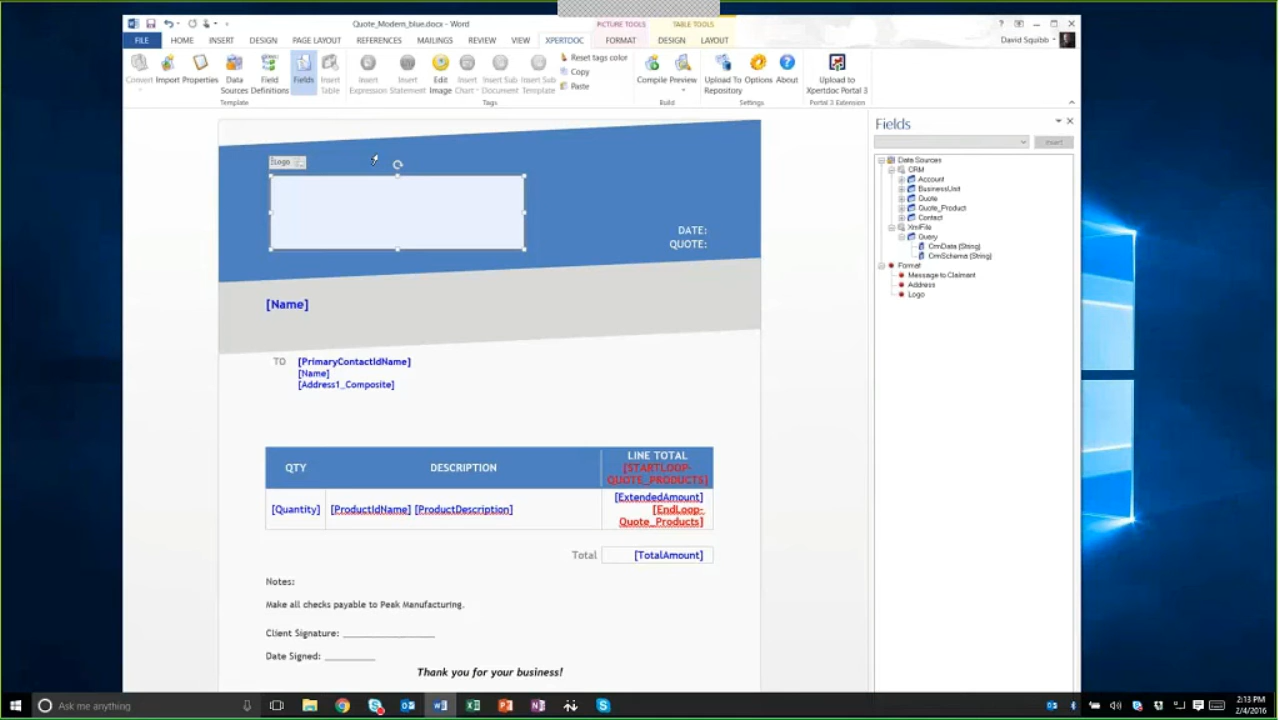 Quote_Modern_blue.docx - Word
PICTURE TOOLS
TABLE TOOLS
FILE HOME INSERT DESIGN PAGE LAYOUT REFERENCES MAILINGS REVIEW VIEW XPERTDOC FORMAT DESIGN LAYOUT
David Squibb
Convert Import Properties Data Sources Field Definitions Fields Insert Table
Insert Expression Insert Statement Edit Image Insert Chart Insert Sub Document Insert Sub Template
Reset tags color
Copy
Paste
Compile Preview Upload To Repository Options About Upload to Xpertdoc Portal 3
Template Tags Build Settings Portal 3 Extension
Logo
DATE:
QUOTE:
[Name]
TO [PrimaryContactIdName]
[Name]
[Address1_Composite]
QTY DESCRIPTION LINE TOTAL
[STARTLOOP-
QUOTE_PRODUCTS]
[Quantity] [ProductIdName] [ProductDescription] [ExtendedAmount]
[EndLoop-
Quote_Products]
Total [TotalAmount]
Notes:
Make all checks payable to Peak Manufacturing.
Client Signature: ________________
Date Signed: _________
Thank you for your business!
Fields
Insert
Data Sources
CRM
Account
BusinessUnit
Quote
Quote_Product
Contact
XmlFile
Query
CrmData (String)
CrmSchema (String)
Format
Message to Claimant
Address
Logo
Ask me anything
2:13 PM
2/4/2016